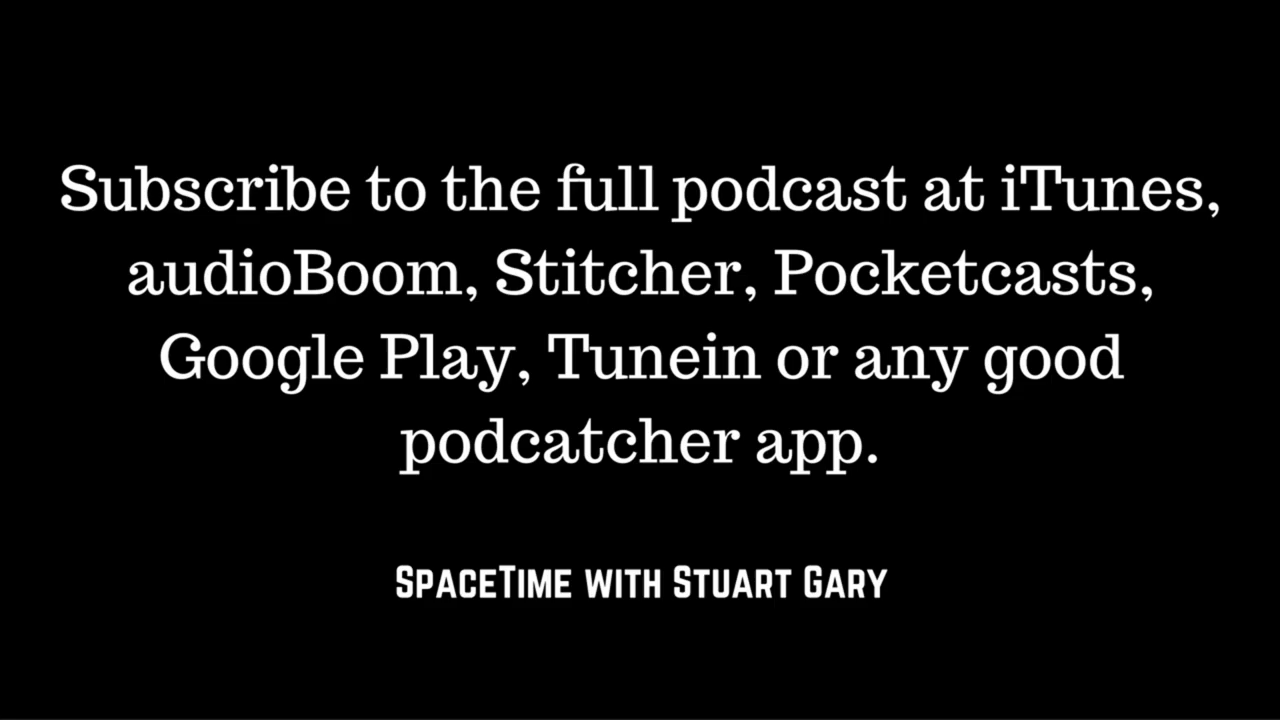 Subscribe to the full podcast at iTunes,
audioBoom, Stitcher, Pocketcasts,
Google Play, Tunein or any good
podcatcher app.
SpaceTime with Stuart Gary